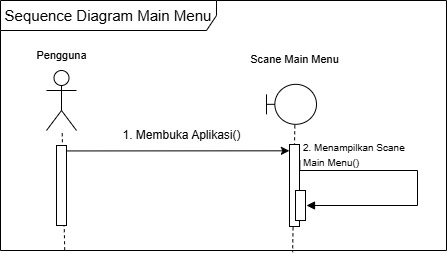 Sequence Diagram Main Menu
Pengguna
Scane Main Menu
1. Membuka Aplikasi()
2. Menampilkan Scane
Main Menu()